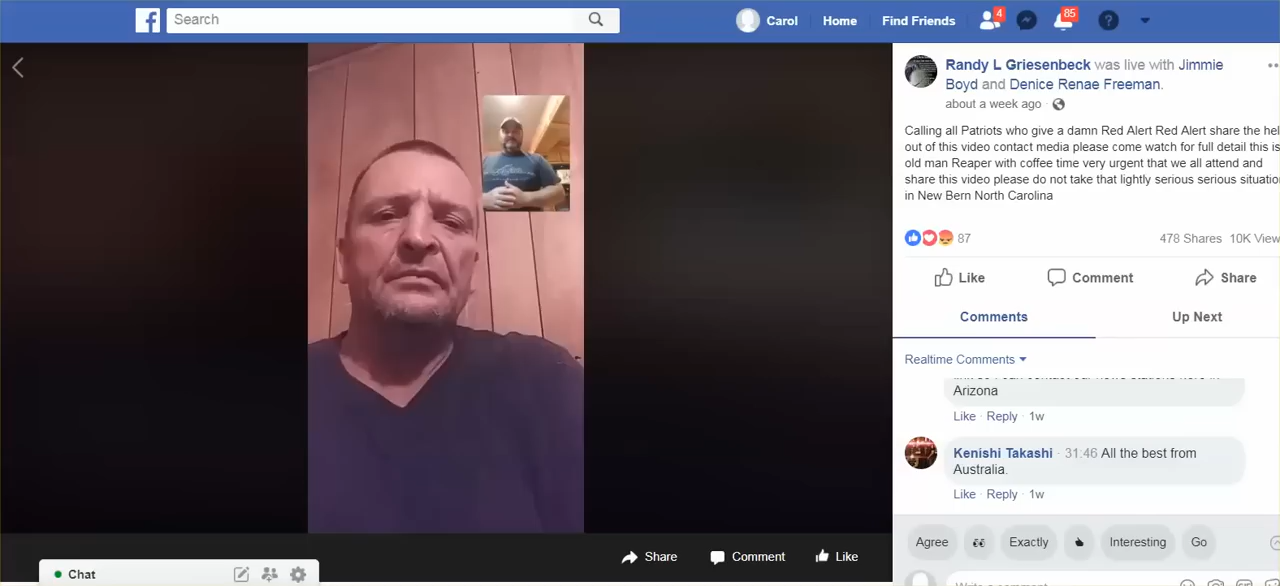 f
Search
Carol
Home
Find Friends
4
85
?
Randy L Griesenbeck was live with Jimmie
Boyd and Denice Renae Freeman.
about a week ago ·
Calling all Patriots who give a damn Red Alert Red Alert share the hel
out of this video contact media please come watch for full detail this is
old man Reaper with coffee time very urgent that we all attend and
share this video please do not take that lightly serious serious situatio
in New Bern North Carolina
87
478 Shares 10K View
Like
Comment
Share
Comments
Up Next
Realtime Comments
Arizona
Like · Reply · 1w
Kenishi Takashi · 31:46 All the best from
Australia.
Like · Reply · 1w
Agree
Exactly
Interesting
Go
Share
Comment
Like
Chat
Write a comment